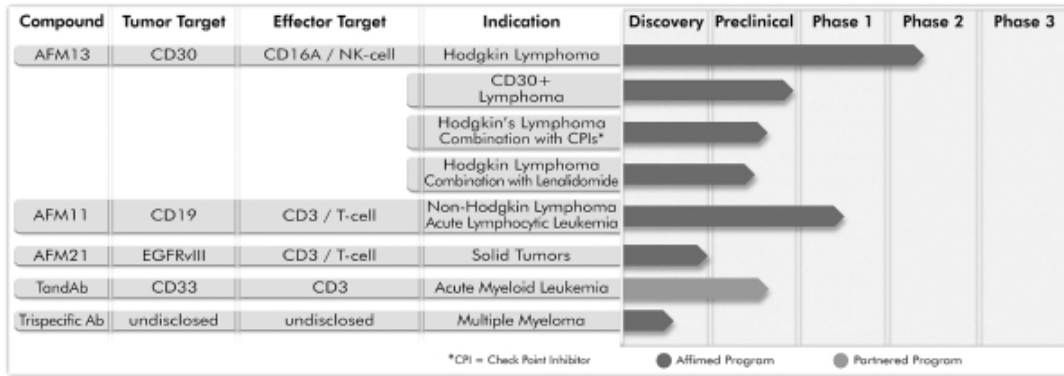 Compound Tumor Target Effector Target Indication Discovery Preclinical Phase 1 Phase 2 Phase 3
AFM13 CD30 CD16A / NK-cell Hodgkin Lymphoma
CD30+
Lymphoma
Hodgkin's Lymphoma
Combination with CPIs*
Hodgkin Lymphoma
Combination with Lenalidomide
AFM11 CD19 CD3 / T-cell Non-Hodgkin Lymphoma
Acute Lymphocytic Leukemia
AFM21 EGFRvIII CD3 / T-cell Solid Tumors
TandAb CD33 CD3 Acute Myeloid Leukemia
Trispecific Ab undisclosed undisclosed Multiple Myeloma
*CPI = Check Point Inhibitor Affimed Program Partnered Program